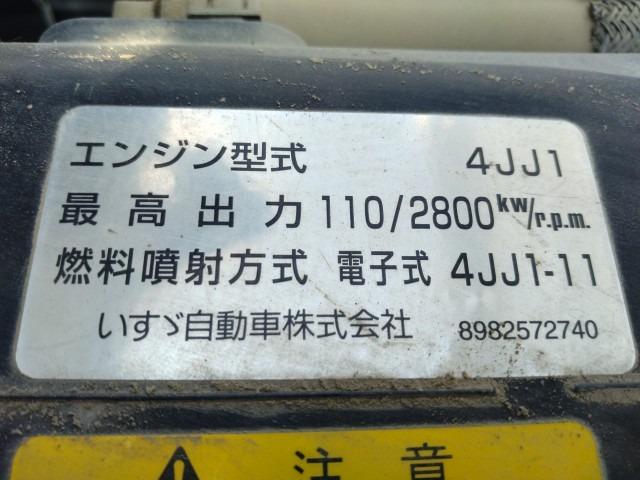 エンジン型式 4JJ1
最高出力 110/2800kw/r.p.m.
燃料噴射方式 電子式 4JJ1-11
いすゞ自動車株式会社 8982572740
注意